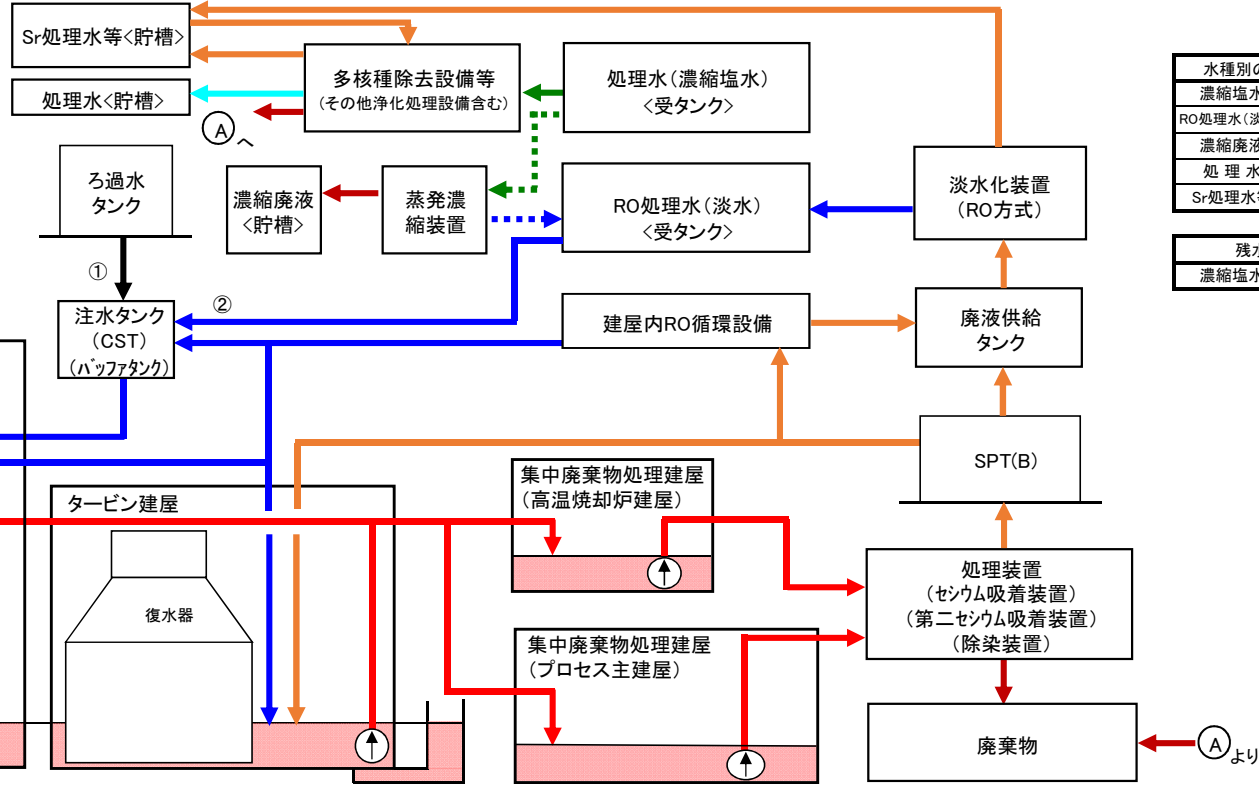 Sr処理水等<貯槽>
処理水<貯槽>
多核種除去設備等
(その他浄化処理設備含む)
Aへ
処理水(濃縮塩水)
<受タンク>
ろ過水
タンク
濃縮廃液
<貯槽>
蒸発濃
縮装置
RO処理水(淡水)
<受タンク>
淡水化装置
(RO方式)
①
②
注水タンク
(CST)
(バッファタンク)
建屋内RO循環設備
廃液供給
タンク
SPT(B)
タービン建屋
復水器
集中廃棄物処理建屋
(高温焼却炉建屋)
集中廃棄物処理建屋
(プロセス主建屋)
処理装置
(セシウム吸着装置)
(第二セシウム吸着装置)
(除染装置)
廃棄物
Aより
水種別の
濃縮塩水
RO処理水(淡
濃縮廃液
処 理 水
Sr処理水等
残水
濃縮塩水